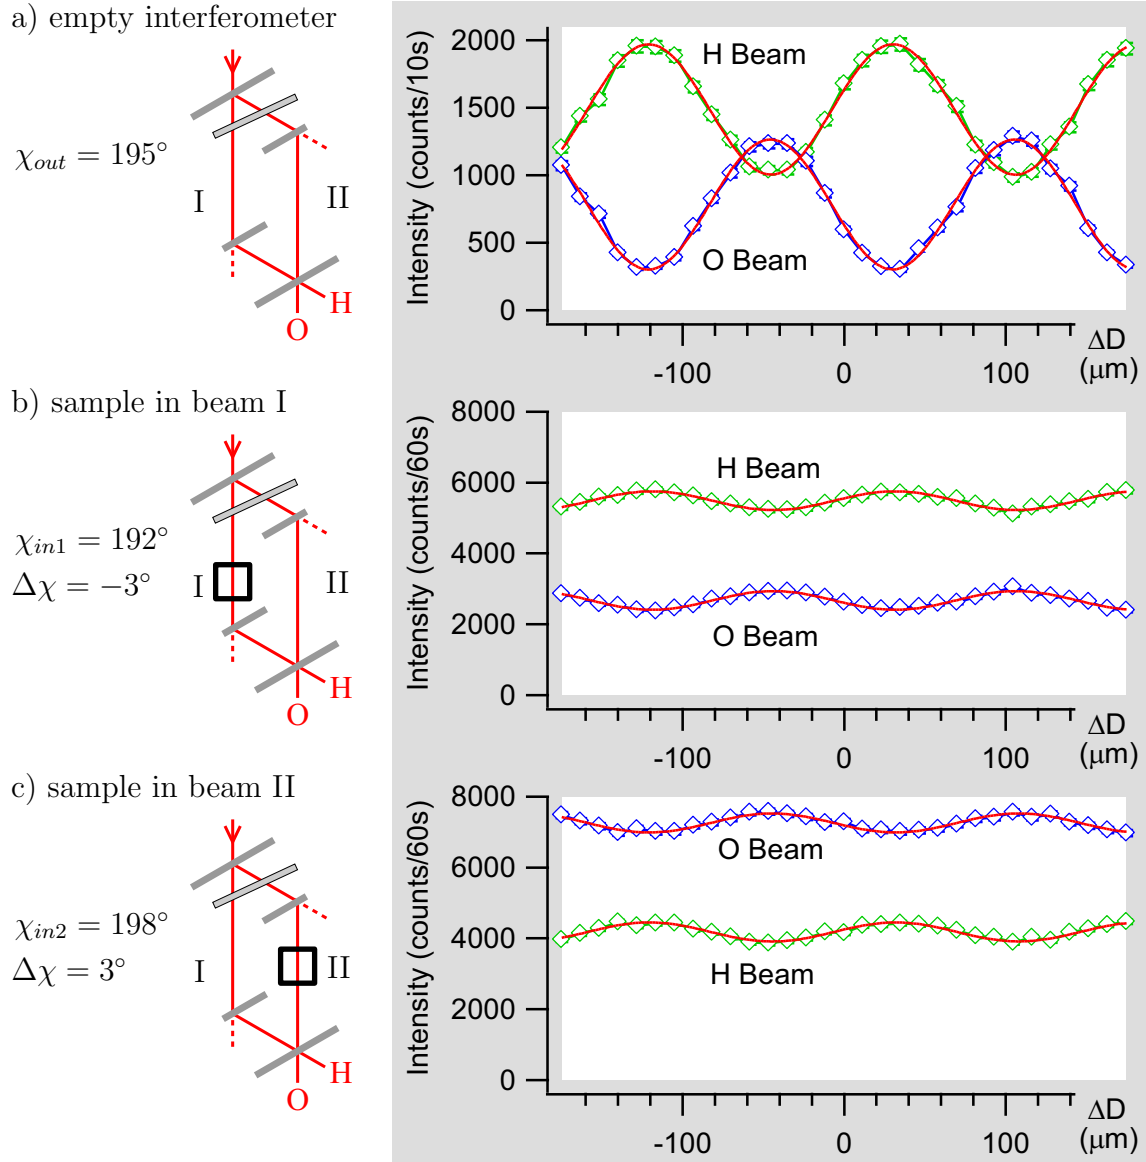 a) empty interferometer
χout = 195°
I
II
H
O
Intensity (counts/10s)
2000
1500
1000
500
0
H Beam
O Beam
-100
0
100
ΔD
(μm)
b) sample in beam I
χin1 = 192°
Δχ = −3°
I
II
H
O
Intensity (counts/60s)
8000
6000
4000
2000
0
H Beam
O Beam
-100
0
100
ΔD
(μm)
c) sample in beam II
χin2 = 198°
Δχ = 3°
I
II
H
O
Intensity (counts/60s)
8000
6000
4000
2000
0
O Beam
H Beam
-100
0
100
ΔD
(μm)